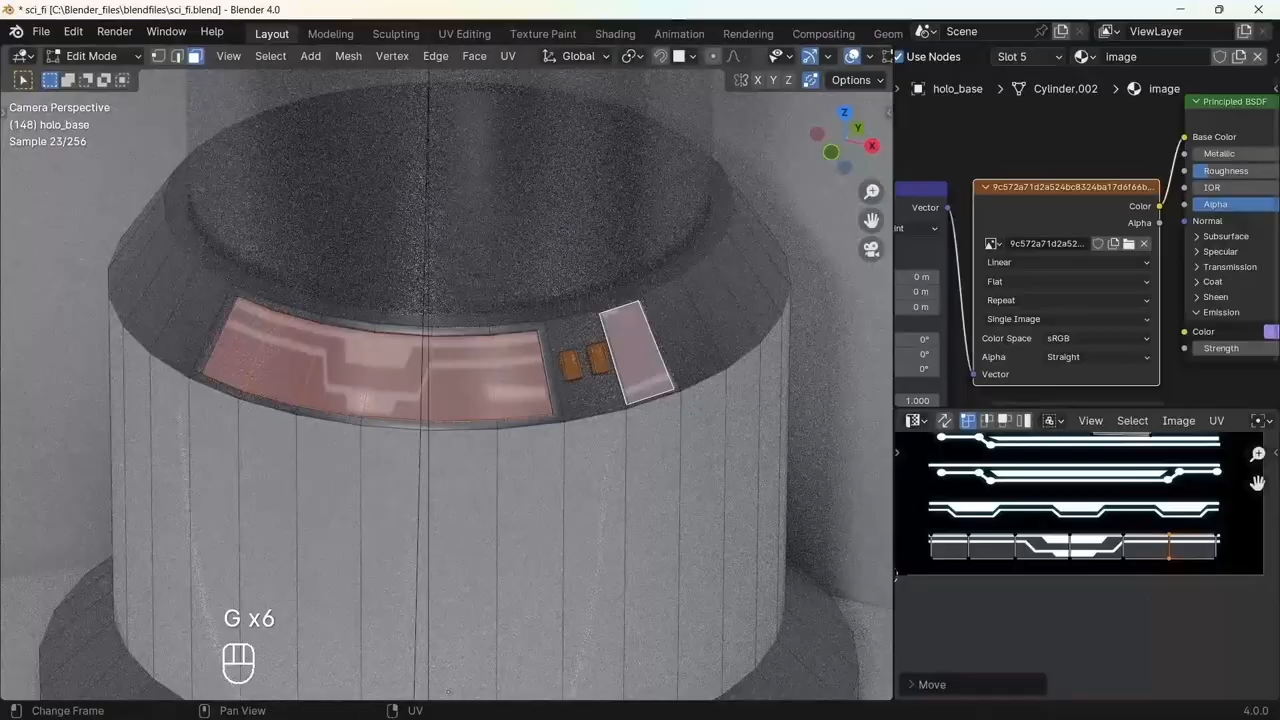 * sci_fi [C:\Blender_files\blendfiles\sci_fi.blend] - Blender 4.0
File Edit Render Window Help Layout Modeling Sculpting UV Editing Texture Paint Shading Animation Rendering Compositing Geom Scene ViewLayer
Edit Mode View Select Add Mesh Vertex Edge Face UV Global Use Nodes Slot 5 image
X Y Z Options
holo_base Cylinder.002 image
Camera Perspective
(148) holo_base
Sample 23/256
Z
Y
X
Principled BSDF
Base Color
Metallic
Roughness
IOR
Alpha
Normal
Subsurface
Specular
Transmission
Coat
Sheen
Emission
Color
Strength
9c572a71d2a524bc8324ba17d6f66b...
Color
Alpha
9c572a71d2a52...
Linear
Flat
Repeat
Single Image
Color Space sRGB
Alpha Straight
Vector
Vector
int
0 m
0 m
0 m
0°
0°
0°
1.000
View Select Image UV
G x6
Move
Change Frame Pan View UV 4.0.0